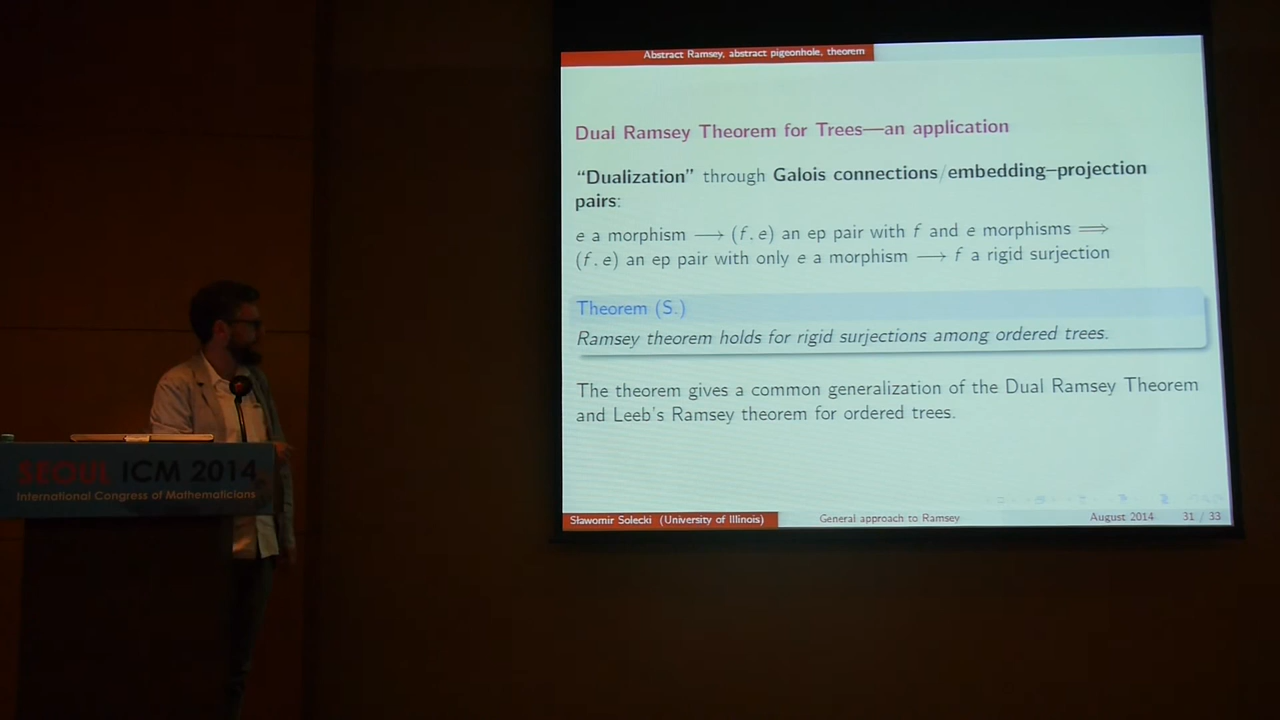 Abstract Ramsey, abstract pigeonhole, theorem
Dual Ramsey Theorem for Trees—an application
“Dualization” through Galois connections/embedding–projection
pairs:
e a morphism ⟶ (f, e) an ep pair with f and e morphisms ⟹
(f, e) an ep pair with only e a morphism ⟶ f a rigid surjection
Theorem (S.)
Ramsey theorem holds for rigid surjections among ordered trees.
The theorem gives a common generalization of the Dual Ramsey Theorem
and Leeb's Ramsey theorem for ordered trees.
Sławomir Solecki (University of Illinois) General approach to Ramsey August 2014 31 / 33
SEOUL ICM 2014
International Congress of Mathematicians